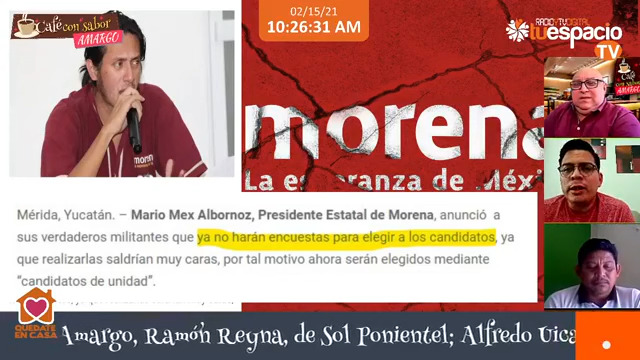 Café
con sabor
AMARGO
02/15/21
10:26:31 AM
RADIO Y TV DIGITAL
tuespacio
TV
morena
morena
La esperanza de Méxi
Mérida, Yucatán. – Mario Mex Albornoz, Presidente Estatal de Morena, anunció a
sus verdaderos militantes que ya no harán encuestas para elegir a los candidatos, ya
que realizarlas saldrían muy caras, por tal motivo ahora serán elegidos mediante
“candidatos de unidad”.
QUEDATE
EN CASA
Amargo, Ramón Reyna, de Sol Ponientel; Alfredo Uica